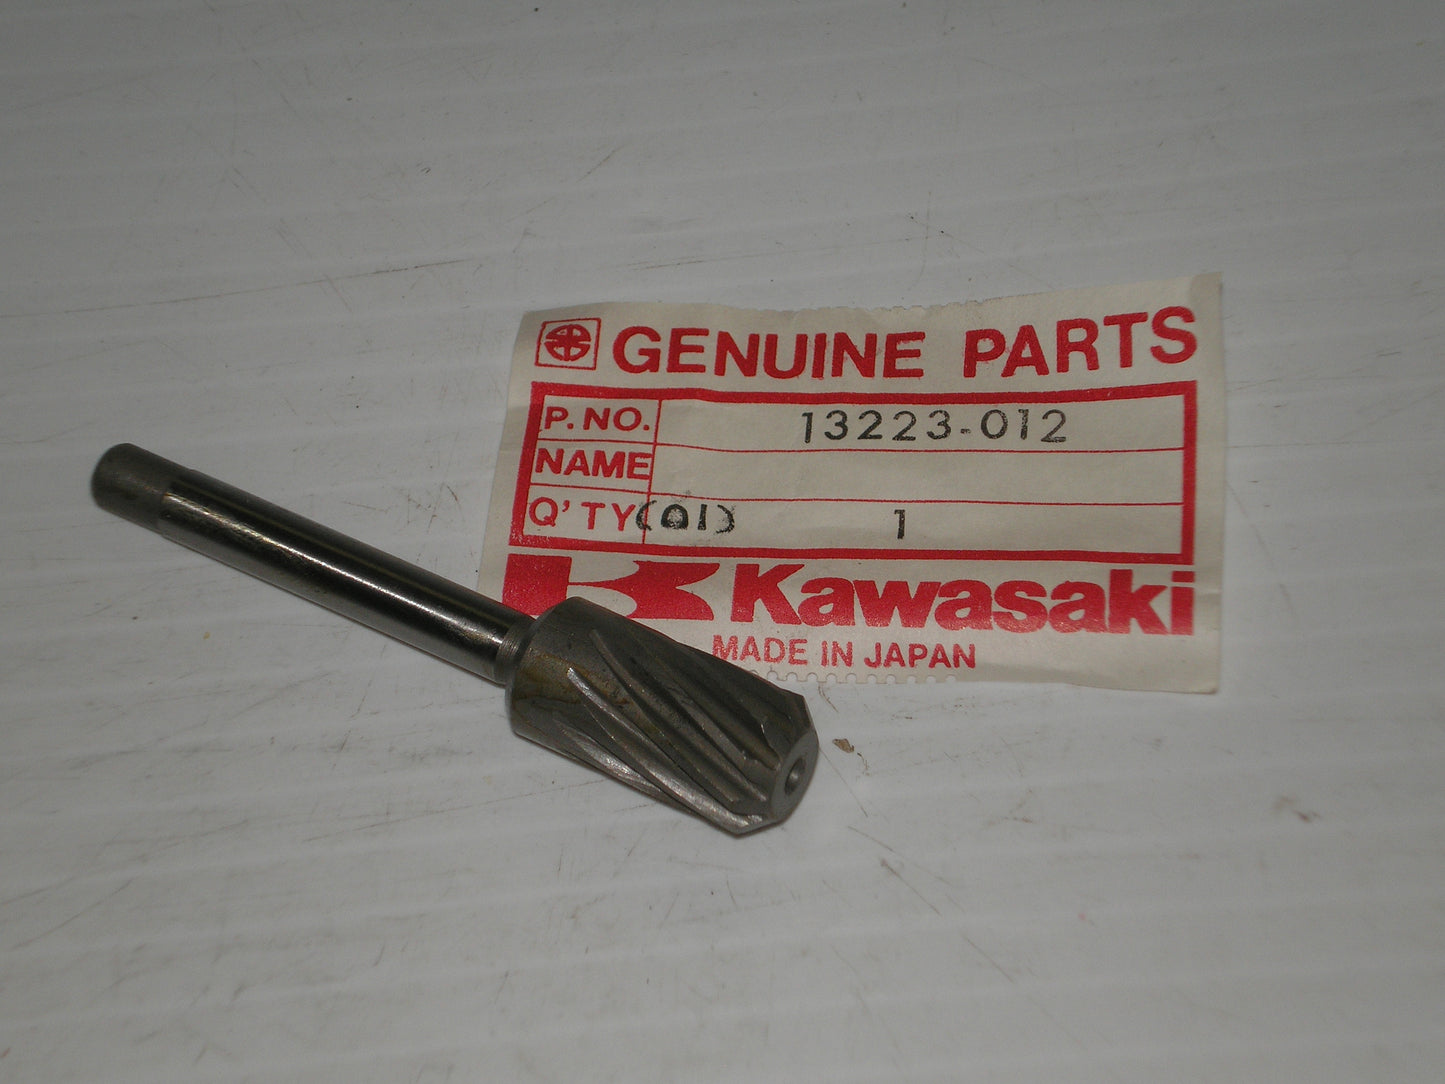 GENUINE PARTS
P.NO. 13223-012
NAME
Q'TY (01) 1
Kawasaki
MADE IN JAPAN